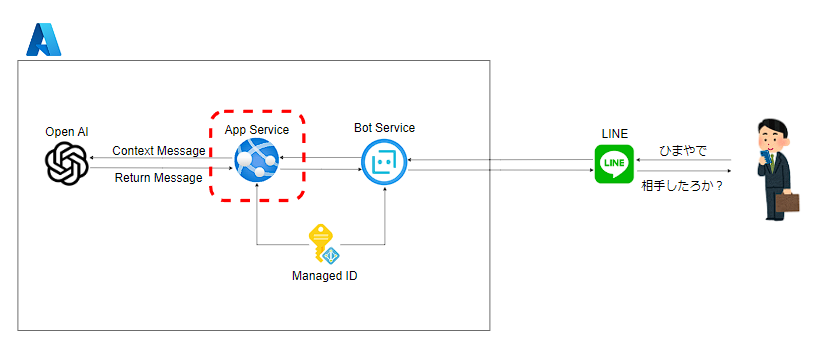 Open AI
Context Message
Return Message
App Service
Bot Service
Managed ID
LINE
LINE
ひまやで
相手したろか？